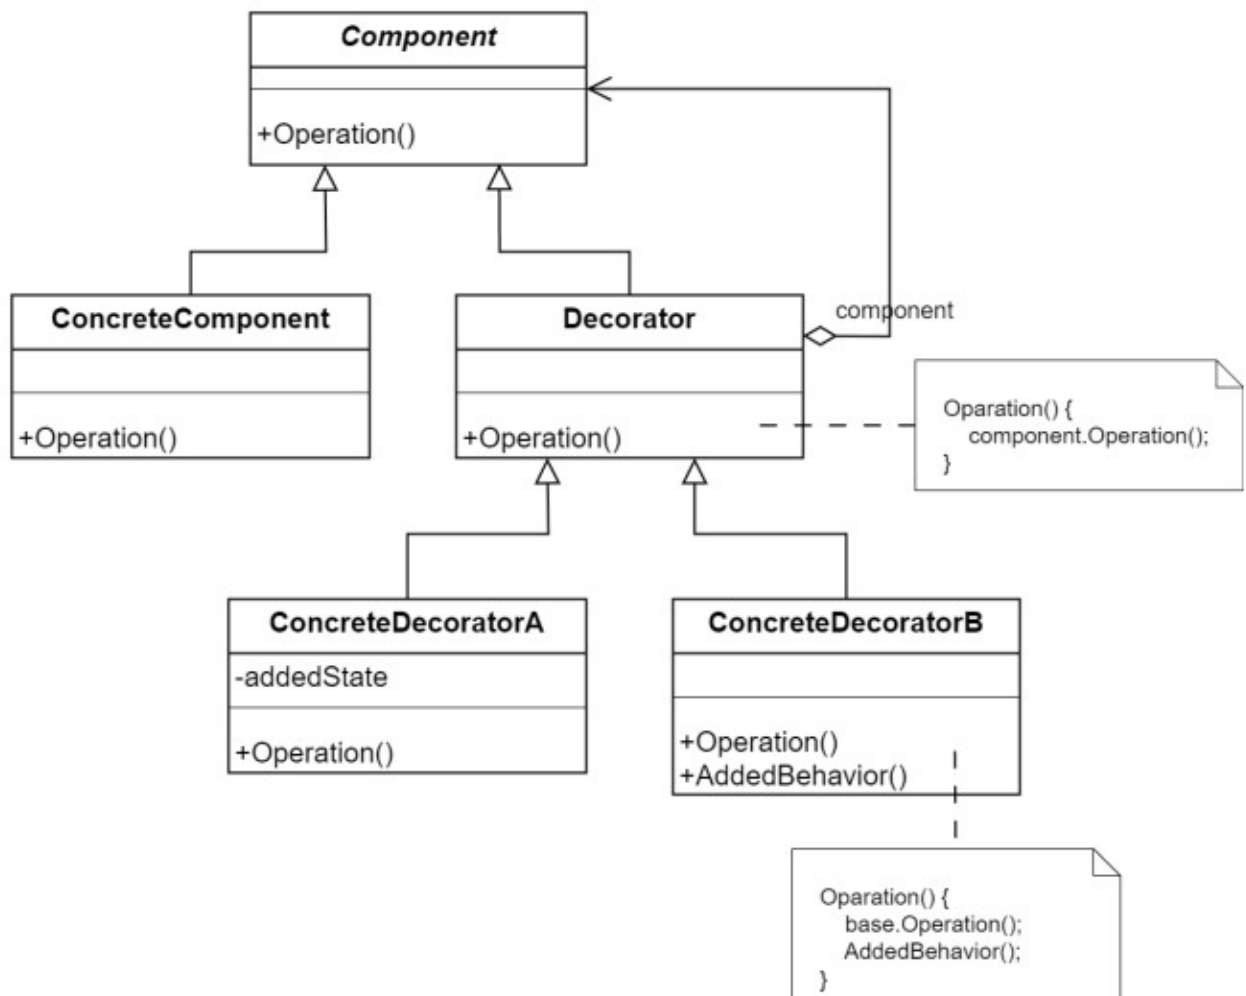 Component
+Operation()
ConcreteComponent
+Operation()
Decorator
+Operation()
component
Oparation() {
component.Operation();
}
ConcreteDecoratorA
-addedState
+Operation()
ConcreteDecoratorB
+Operation()
+AddedBehavior()
Oparation() {
base.Operation();
AddedBehavior();
}